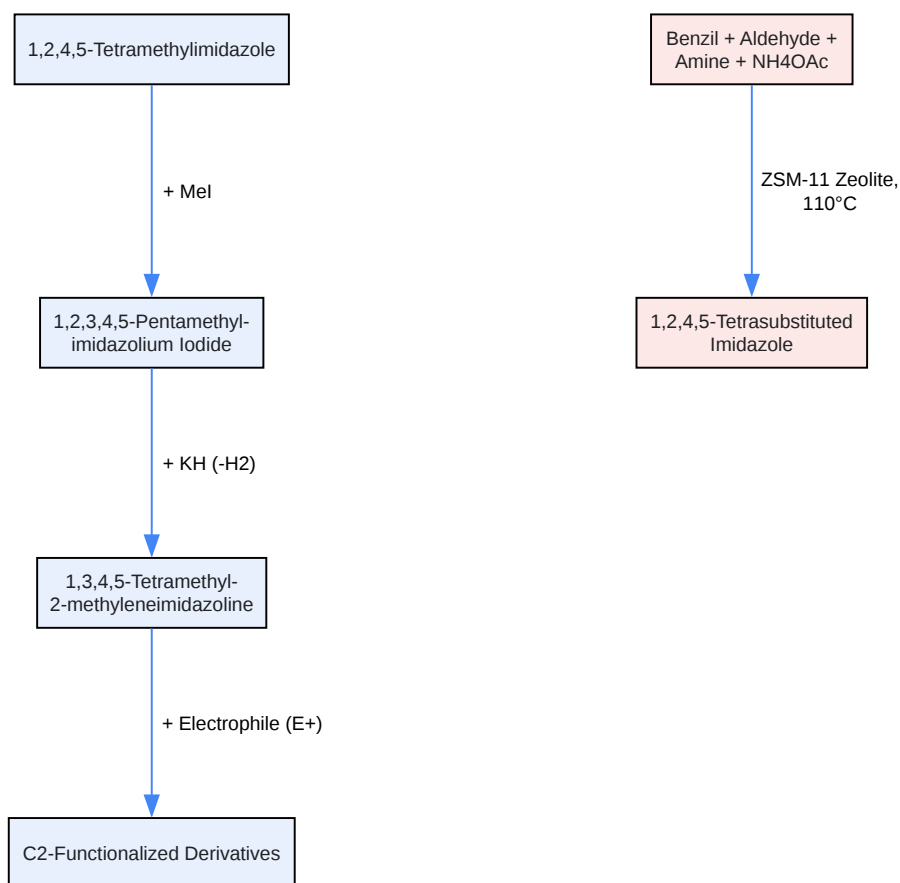 1,2,4,5-Tetramethylimidazole
+ MeI
1,2,3,4,5-Pentamethyl-
imidazolium Iodide
+ KH (-H2)
1,3,4,5-Tetramethyl-
2-methyleneimidazoline
+ Electrophile (E+)
C2-Functionalized Derivatives
Benzil + Aldehyde +
Amine + NH4OAc
ZSM-11 Zeolite,
110°C
1,2,4,5-Tetrasubstituted
Imidazole